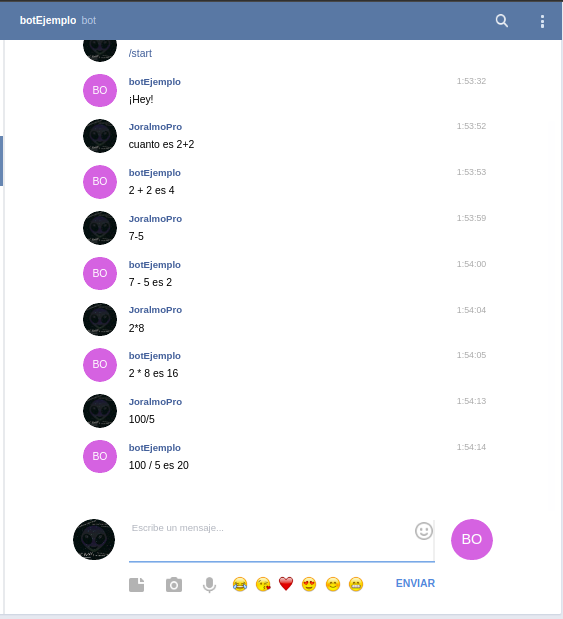 botEjemplo bot
/start
BO botEjemplo 1:53:32
¡Hey!
JoralmoPro 1:53:52
cuanto es 2+2
BO botEjemplo 1:53:53
2 + 2 es 4
JoralmoPro 1:53:59
7-5
BO botEjemplo 1:54:00
7 - 5 es 2
JoralmoPro 1:54:04
2*8
BO botEjemplo 1:54:05
2 * 8 es 16
JoralmoPro 1:54:13
100/5
BO botEjemplo 1:54:14
100 / 5 es 20
Escribe un mensaje...
BO
ENVIAR